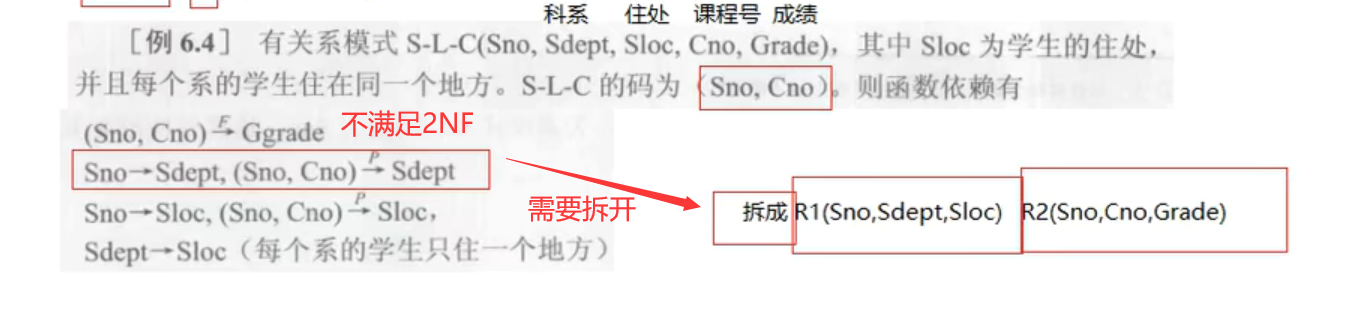 科系 住处 课程号 成绩
［例 6.4］ 有关系模式 S-L-C(Sno, Sdept, Sloc, Cno, Grade)，其中 Sloc 为学生的住处，
并且每个系的学生住在同一个地方。S-L-C 的码为（Sno, Cno）。则函数依赖有
(Sno, Cno) F→ Ggrade 不满足2NF
Sno→Sdept, (Sno, Cno) P→ Sdept
Sno→Sloc, (Sno, Cno) P→ Sloc，
Sdept→Sloc（每个系的学生只住一个地方）
需要拆开
拆成 R1(Sno,Sdept,Sloc) R2(Sno,Cno,Grade)